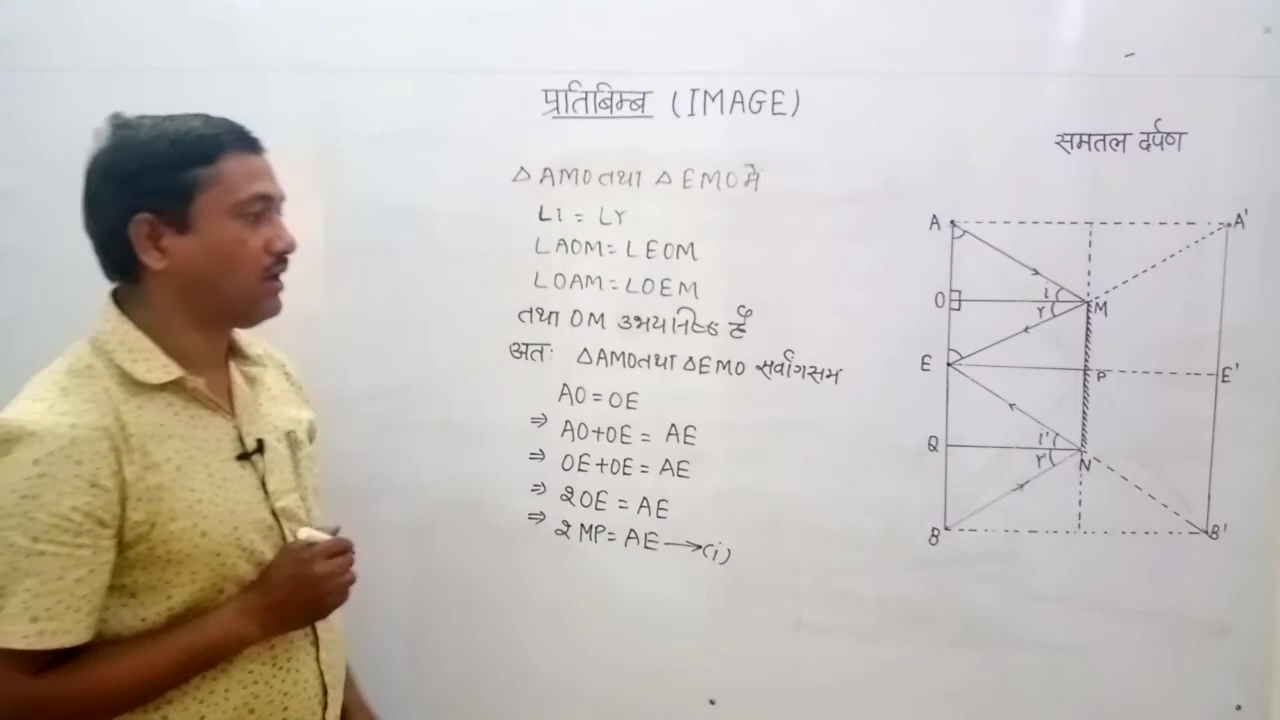 प्रतिबिम्ब (IMAGE)
समतल दर्पण
△ AMO तथा △ EMO में
∠i = ∠r
∠AOM = ∠EOM
∠OAM = ∠OEM
तथा OM उभयनिष्ठ है
अतः △AMO तथा △EMO सर्वांगसम
AO = OE
⇒ AO+OE = AE
⇒ OE+OE = AE
⇒ 2OE = AE
⇒ 2MP = AE ⟶(i)
A A'
O i M
r
E P E'
Q i' N
r'
B B'